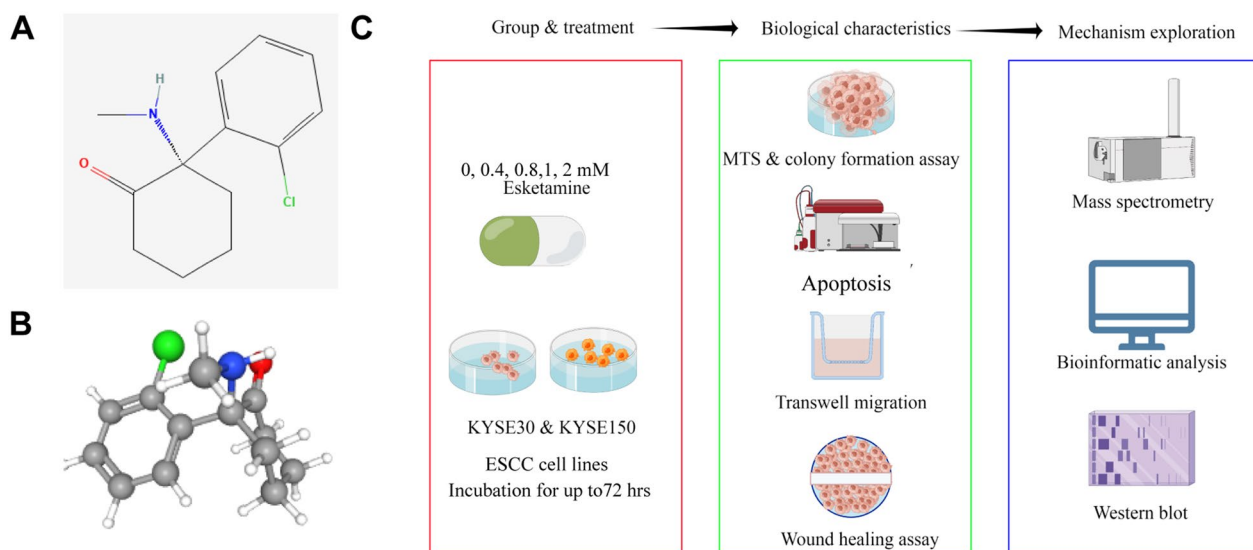 A
H
N
O
Cl
B
C
Group & treatment
Biological characteristics
Mechanism exploration
0, 0.4, 0.8,1, 2 mM
Esketamine
KYSE30 & KYSE150
ESCC cell lines
Incubation for up to72 hrs
MTS & colony formation assay
Apoptosis ′
Transwell migration
Wound healing assay
Mass spectrometry
Bioinformatic analysis
Western blot